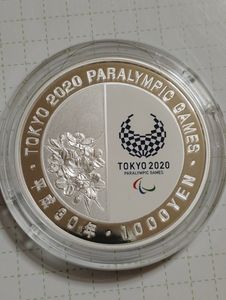 TOKYO 2020 PARALYMPIC GAMES
TOKYO 2020
PARALYMPIC GAMES
平成30年・1000YEN